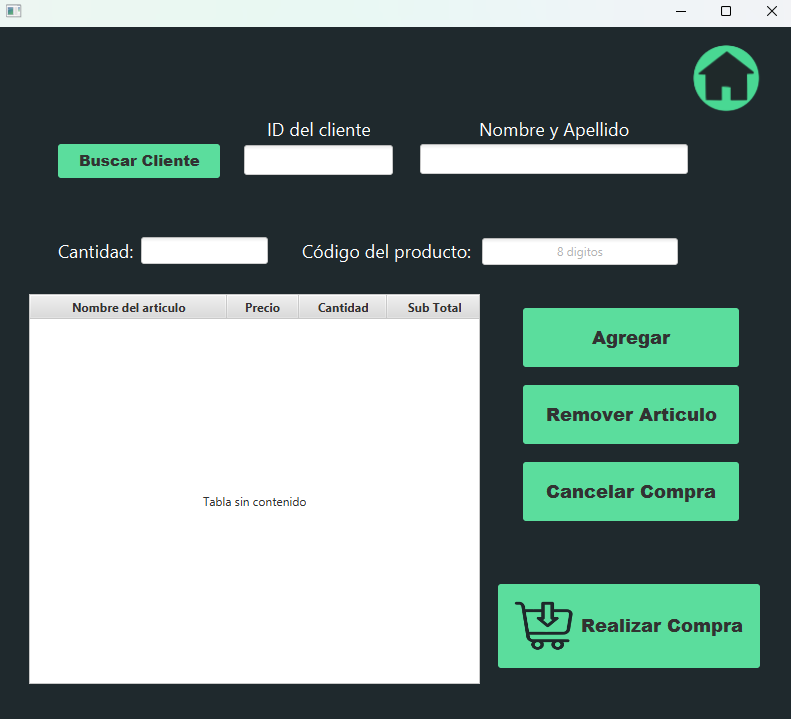 ID del cliente
Nombre y Apellido
Buscar Cliente
Cantidad:
Código del producto:
8 digitos
Nombre del articulo
Precio
Cantidad
Sub Total
Tabla sin contenido
Agregar
Remover Articulo
Cancelar Compra
Realizar Compra